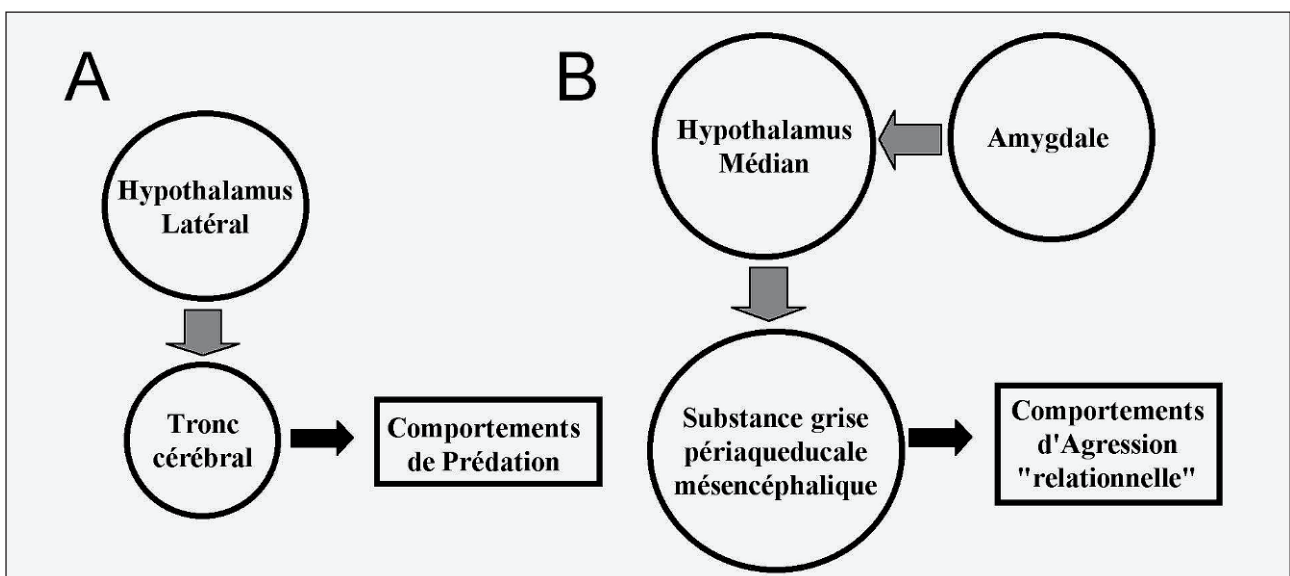 A
Hypothalamus
Latéral
Tronc
cérébral
Comportements
de Prédation
B
Hypothalamus
Médian
Amygdale
Substance grise
périaqueducale
mésencéphalique
Comportements
d'Agression
"relationnelle"